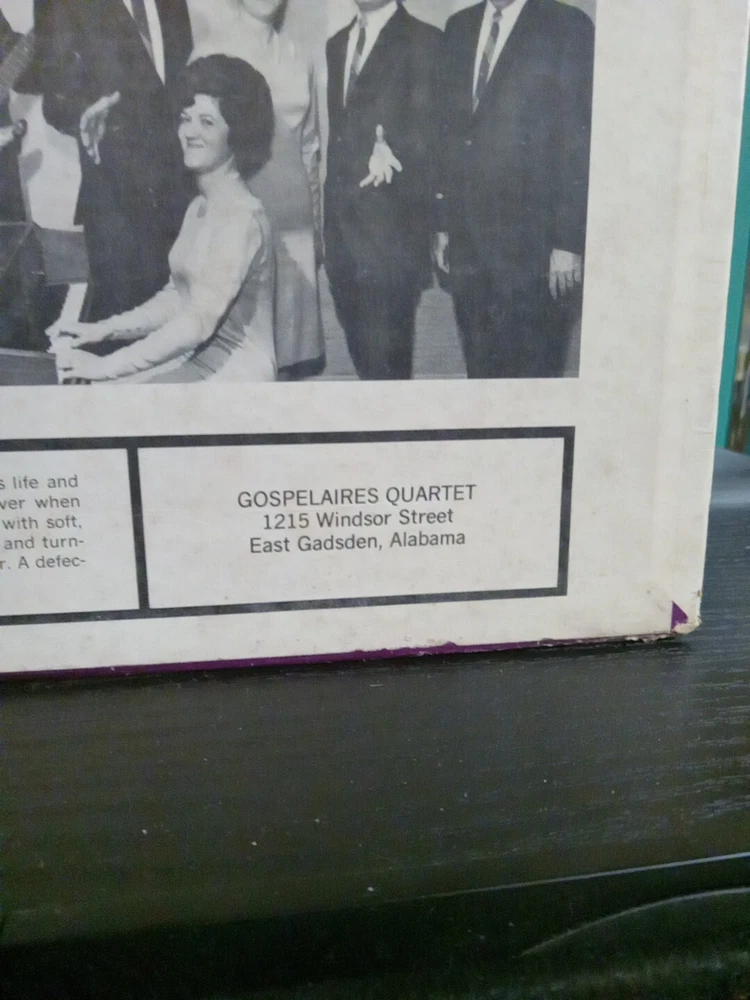 s life and
ver when
with soft,
and turn-
r. A defec-
GOSPELAIRES QUARTET
1215 Windsor Street
East Gadsden, Alabama